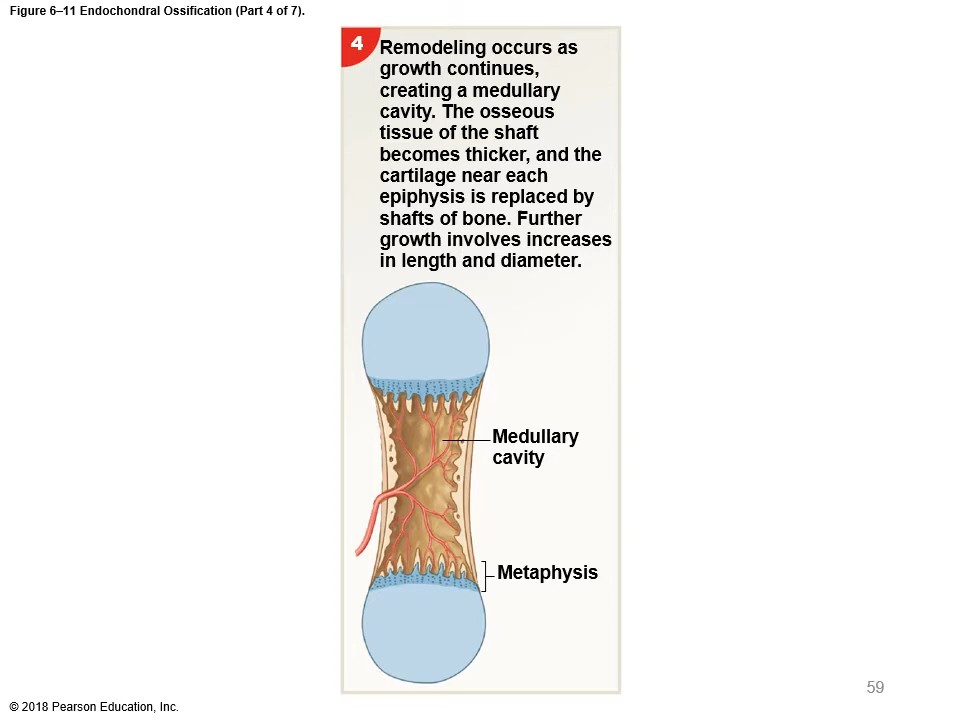 Figure 6–11 Endochondral Ossification (Part 4 of 7).
4
Remodeling occurs as
growth continues,
creating a medullary
cavity. The osseous
tissue of the shaft
becomes thicker, and the
cartilage near each
epiphysis is replaced by
shafts of bone. Further
growth involves increases
in length and diameter.
Medullary
cavity
Metaphysis
59
© 2018 Pearson Education, Inc.